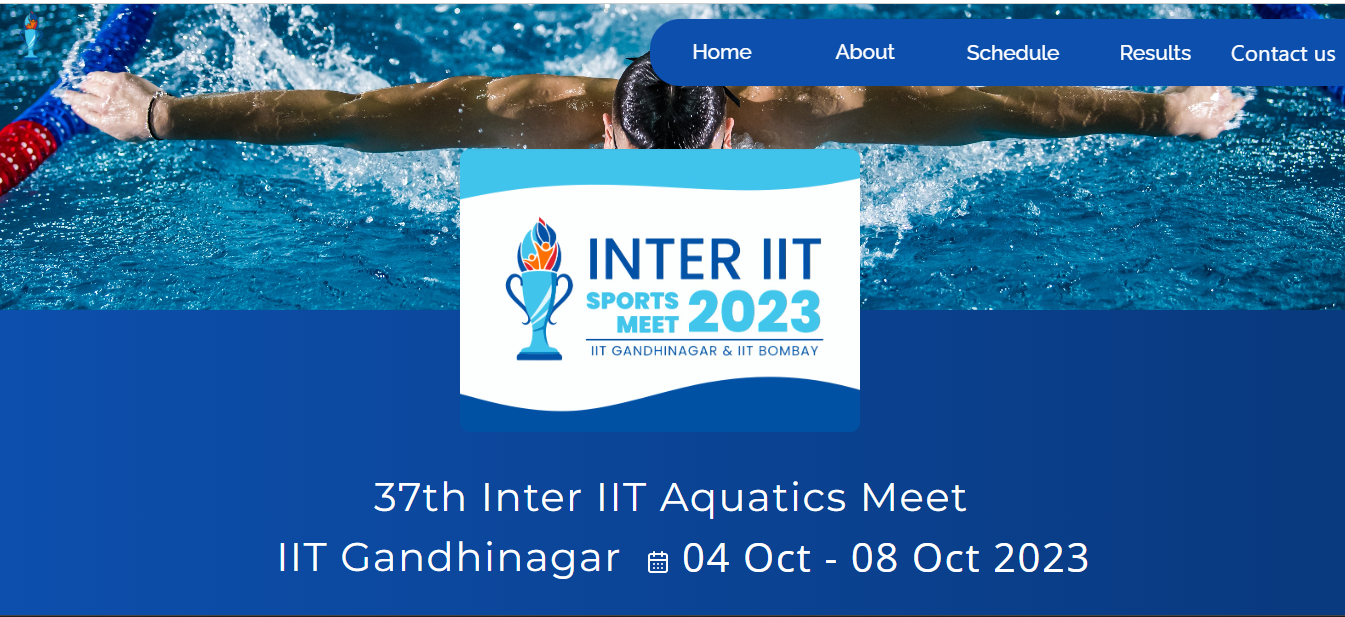 Home About Schedule Results Contact us
INTER IIT
SPORTS
MEET 2023
IIT GANDHINAGAR & IIT BOMBAY
37th Inter IIT Aquatics Meet
IIT Gandhinagar 04 Oct - 08 Oct 2023